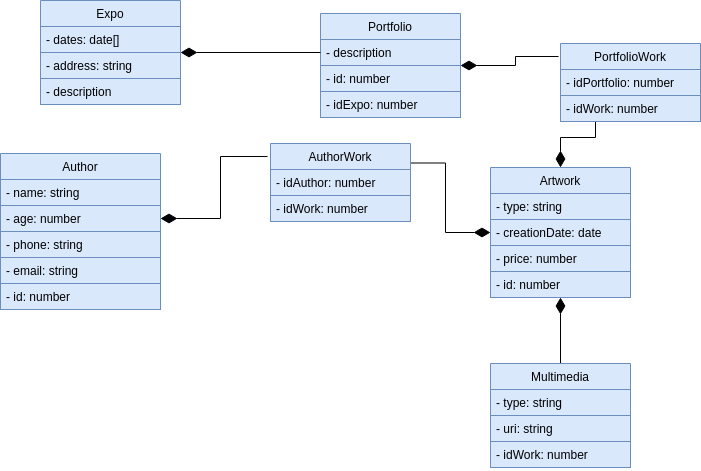 Expo
- dates: date[]
- address: string
- description
Portfolio
- description
- id: number
- idExpo: number
PortfolioWork
- idPortfolio: number
- idWork: number
Author
- name: string
- age: number
- phone: string
- email: string
- id: number
AuthorWork
- idAuthor: number
- idWork: number
Artwork
- type: string
- creationDate: date
- price: number
- id: number
Multimedia
- type: string
- uri: string
- idWork: number